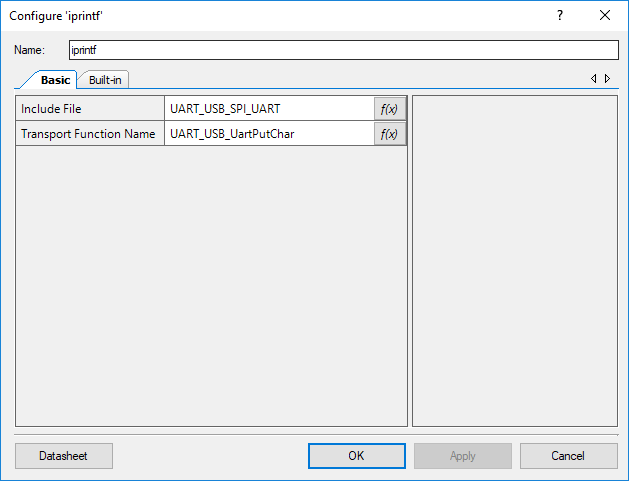 Configure 'iprintf'
?
Name: iprintf
Basic Built-in
Include File UART_USB_SPI_UART f(x)
Transport Function Name UART_USB_UartPutChar f(x)
Datasheet OK Apply Cancel